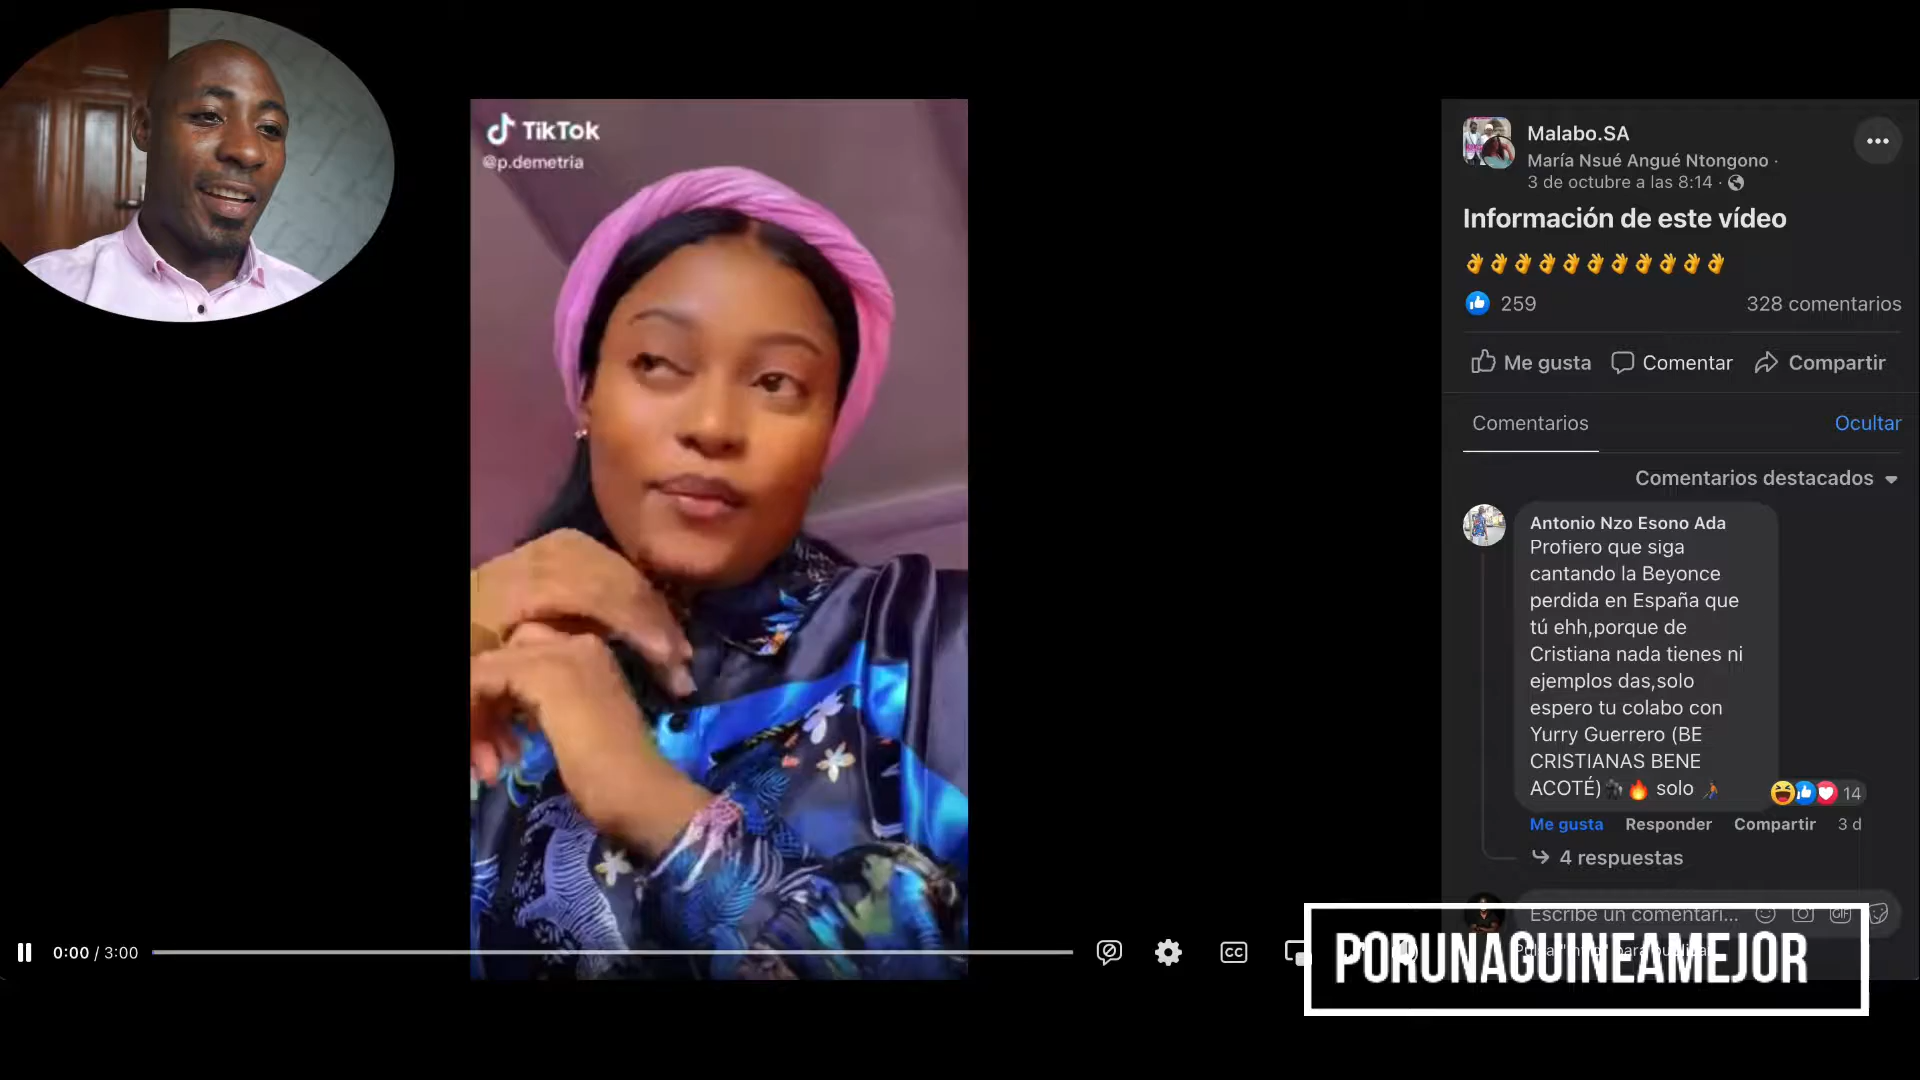 TikTok
@p.demetria
Malabo.SA
María Nsué Angué Ntongono ·
3 de octubre a las 8:14 ·
Información de este vídeo
👌👌👌👌👌👌👌👌👌👌👌
259
328 comentarios
Me gusta
Comentar
Compartir
Comentarios
Ocultar
Comentarios destacados
Antonio Nzo Esono Ada
Profiero que siga
cantando la Beyonce
perdida en España que
tú ehh,porque de
Cristiana nada tienes ni
ejemplos das,solo
espero tu colabo con
Yurry Guerrero (BE
CRISTIANAS BENE
ACOTÉ) 🔥 solo
14
Me gusta Responder Compartir 3 d
4 respuestas
Escribe un comentari...
GIF
0:00 / 3:00
CC
PORUNAGUINEAMEJOR